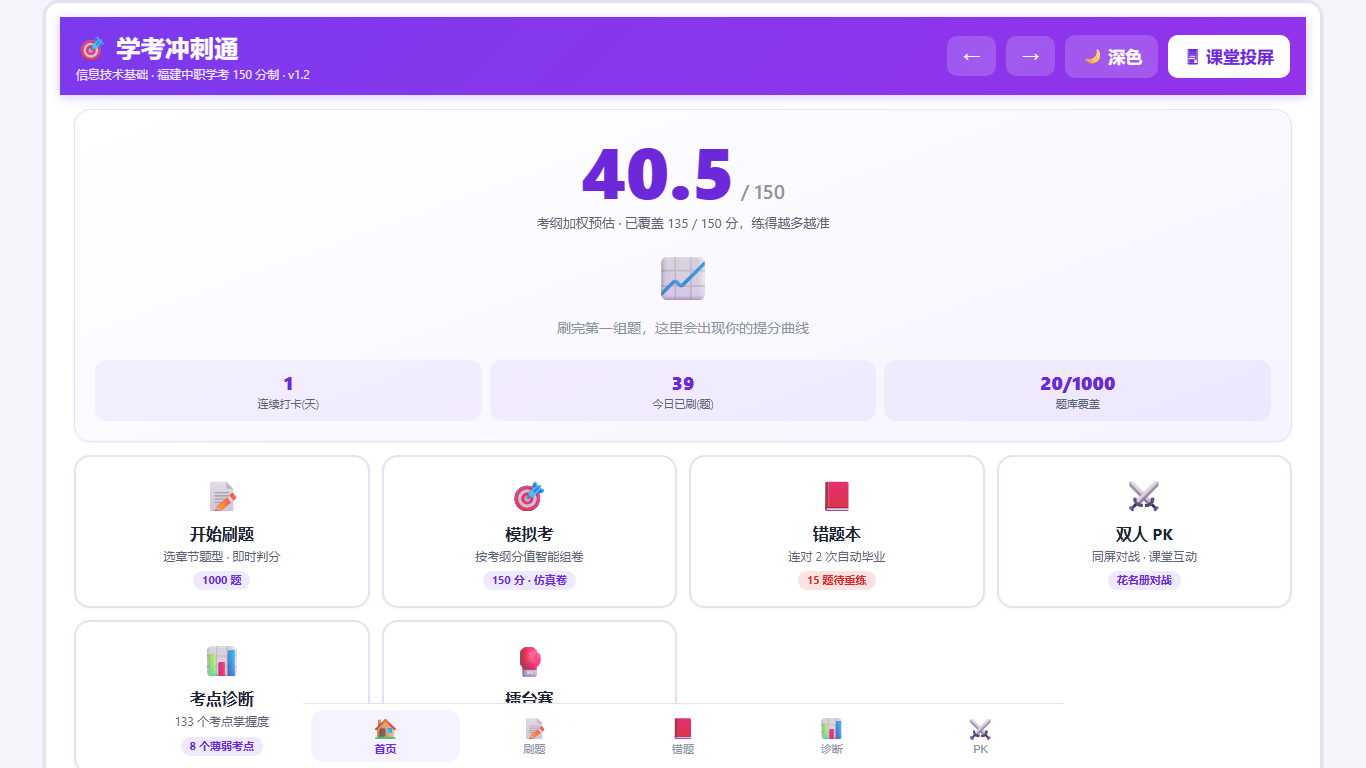 学考冲刺通
信息技术基础 · 福建中职学考 150 分制 · v1.2
←
→
深色
课堂投屏
40.5 / 150
考纲加权预估 · 已覆盖 135 / 150 分，练得越多越准
刷完第一组题，这里会出现你的提分曲线
1
连续打卡(天)
39
今日已刷(题)
20/1000
题库覆盖
开始刷题
选章节题型 · 即时判分
1000 题
模拟考
按考纲分值智能组卷
150 分 · 仿真卷
错题本
连对 2 次自动毕业
15 题待重练
双人 PK
同屏对战 · 课堂互动
花名册对战
考点诊断
133 个考点掌握度
8 个薄弱考点
擂台赛
首页
刷题
错题
诊断
PK